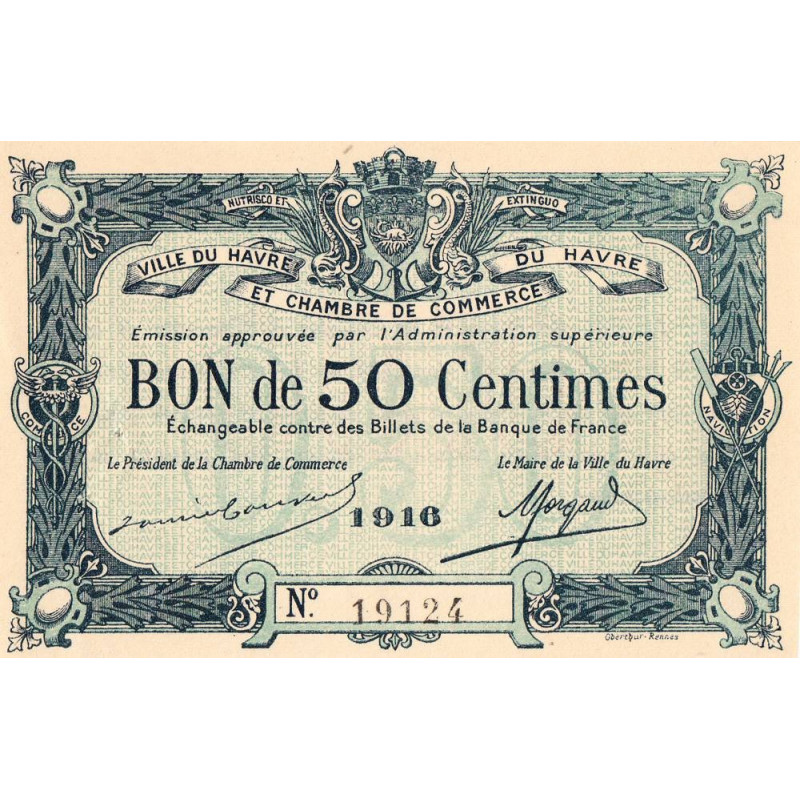 NUTRISCO ET EXTINGUO
VILLE DU HAVRE
ET CHAMBRE DE COMMERCE
DU HAVRE
Émission approuvée par l'Administration supérieure
BON de 50 Centimes
Échangeable contre des Billets de la Banque de France
COMMERCE
NAVIGATION
Le Président de la Chambre de Commerce
Le Maire de la Ville du Havre
1916
Morgand
N.º 19124
Oberthur-Rennes